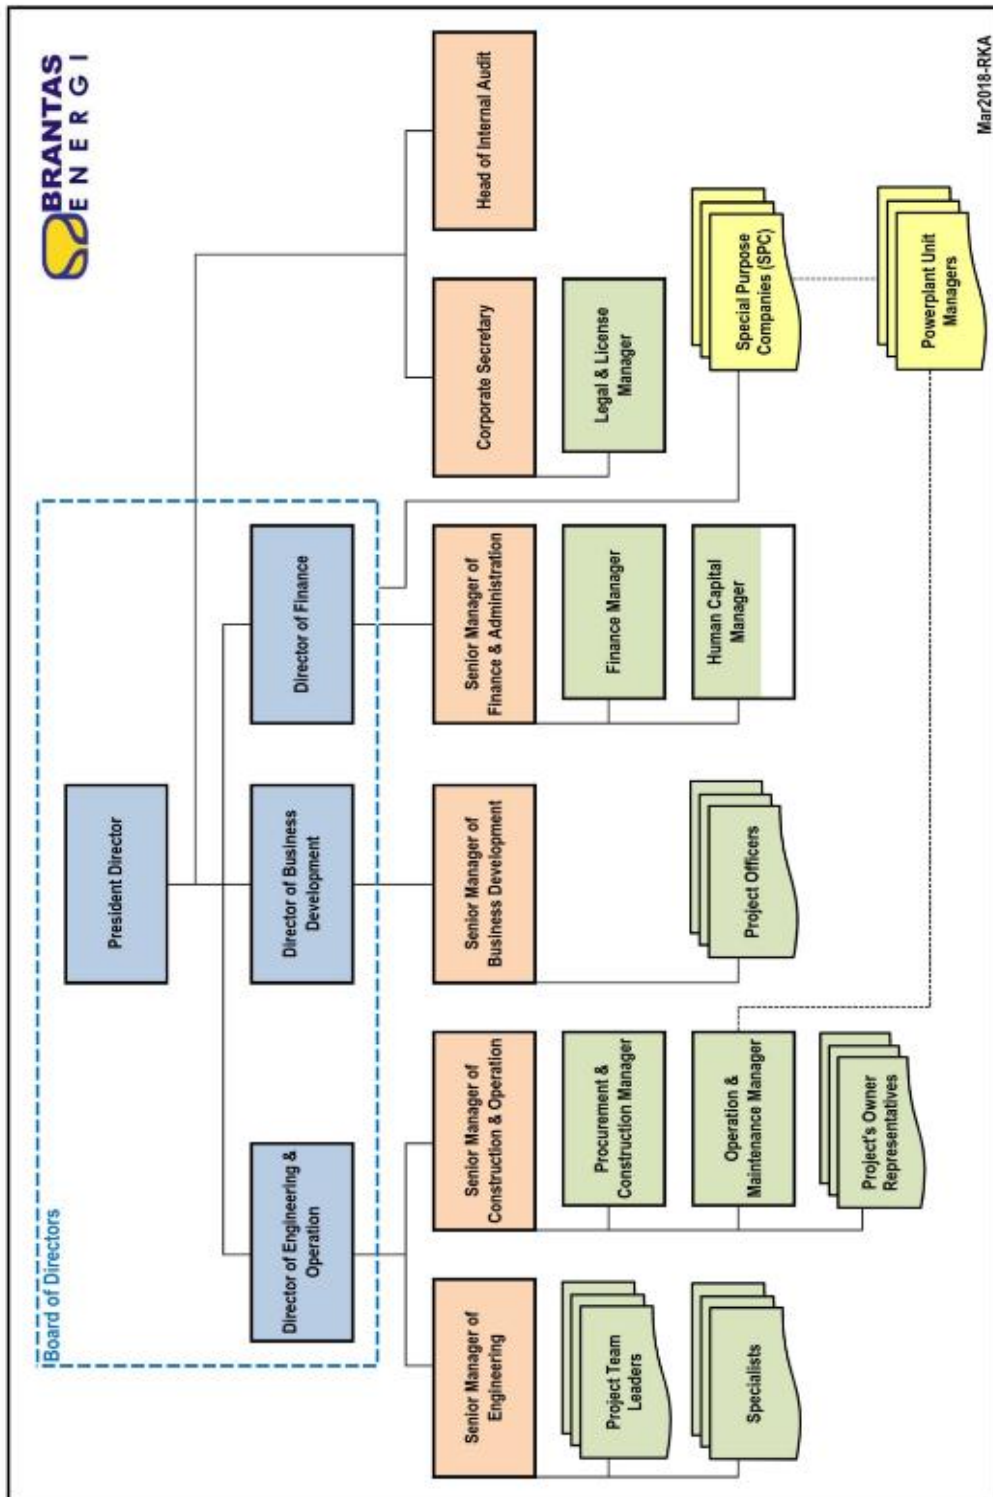 BRANTAS
ENERGI
Board of Directors
President Director
Director of Engineering &
Operation
Director of Business
Development
Director of Finance
Senior Manager of
Engineering
Senior Manager of
Construction & Operation
Senior Manager of
Business Development
Senior Manager of
Finance & Administration
Corporate Secretary
Head of Internal Audit
Project Team
Leaders
Procurement &
Construction Manager
Finance Manager
Legal & License
Manager
Specialists
Operation &
Maintenance Manager
Project Officers
Human Capital
Manager
Special Purpose
Companies (SPC)
Project's Owner
Representatives
Powerplant Unit
Managers
Mar2018-RKA